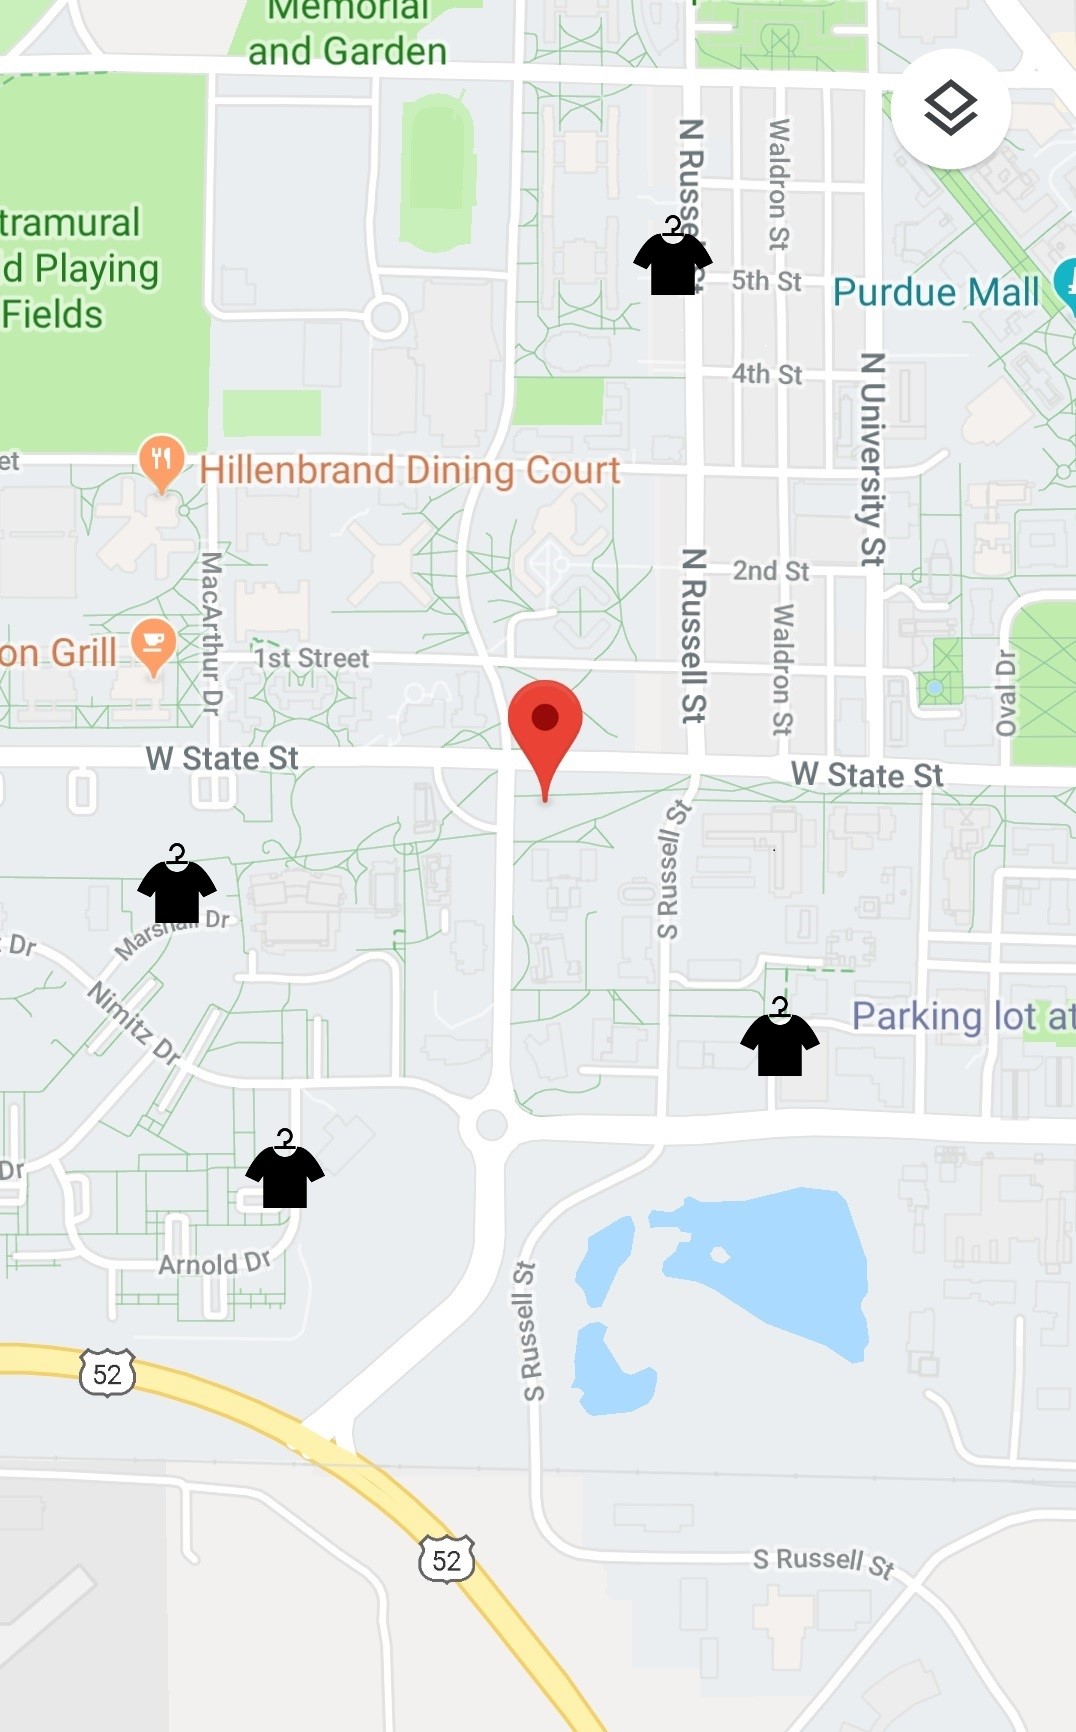 Memorial
and Garden
N Russell St
Waldron St
tramural
d Playing
Fields
5th St
Purdue Mall
4th St
N University St
et
Hillenbrand Dining Court
MacArthur Dr
N Russell St
2nd St
Waldron St
on Grill
1st Street
Oval Dr
W State St
W State St
S Russell St
Marshall Dr
t Dr
Nimitz Dr
Parking lot at
Dr
Arnold Dr
S Russell St
52
52
S Russell St